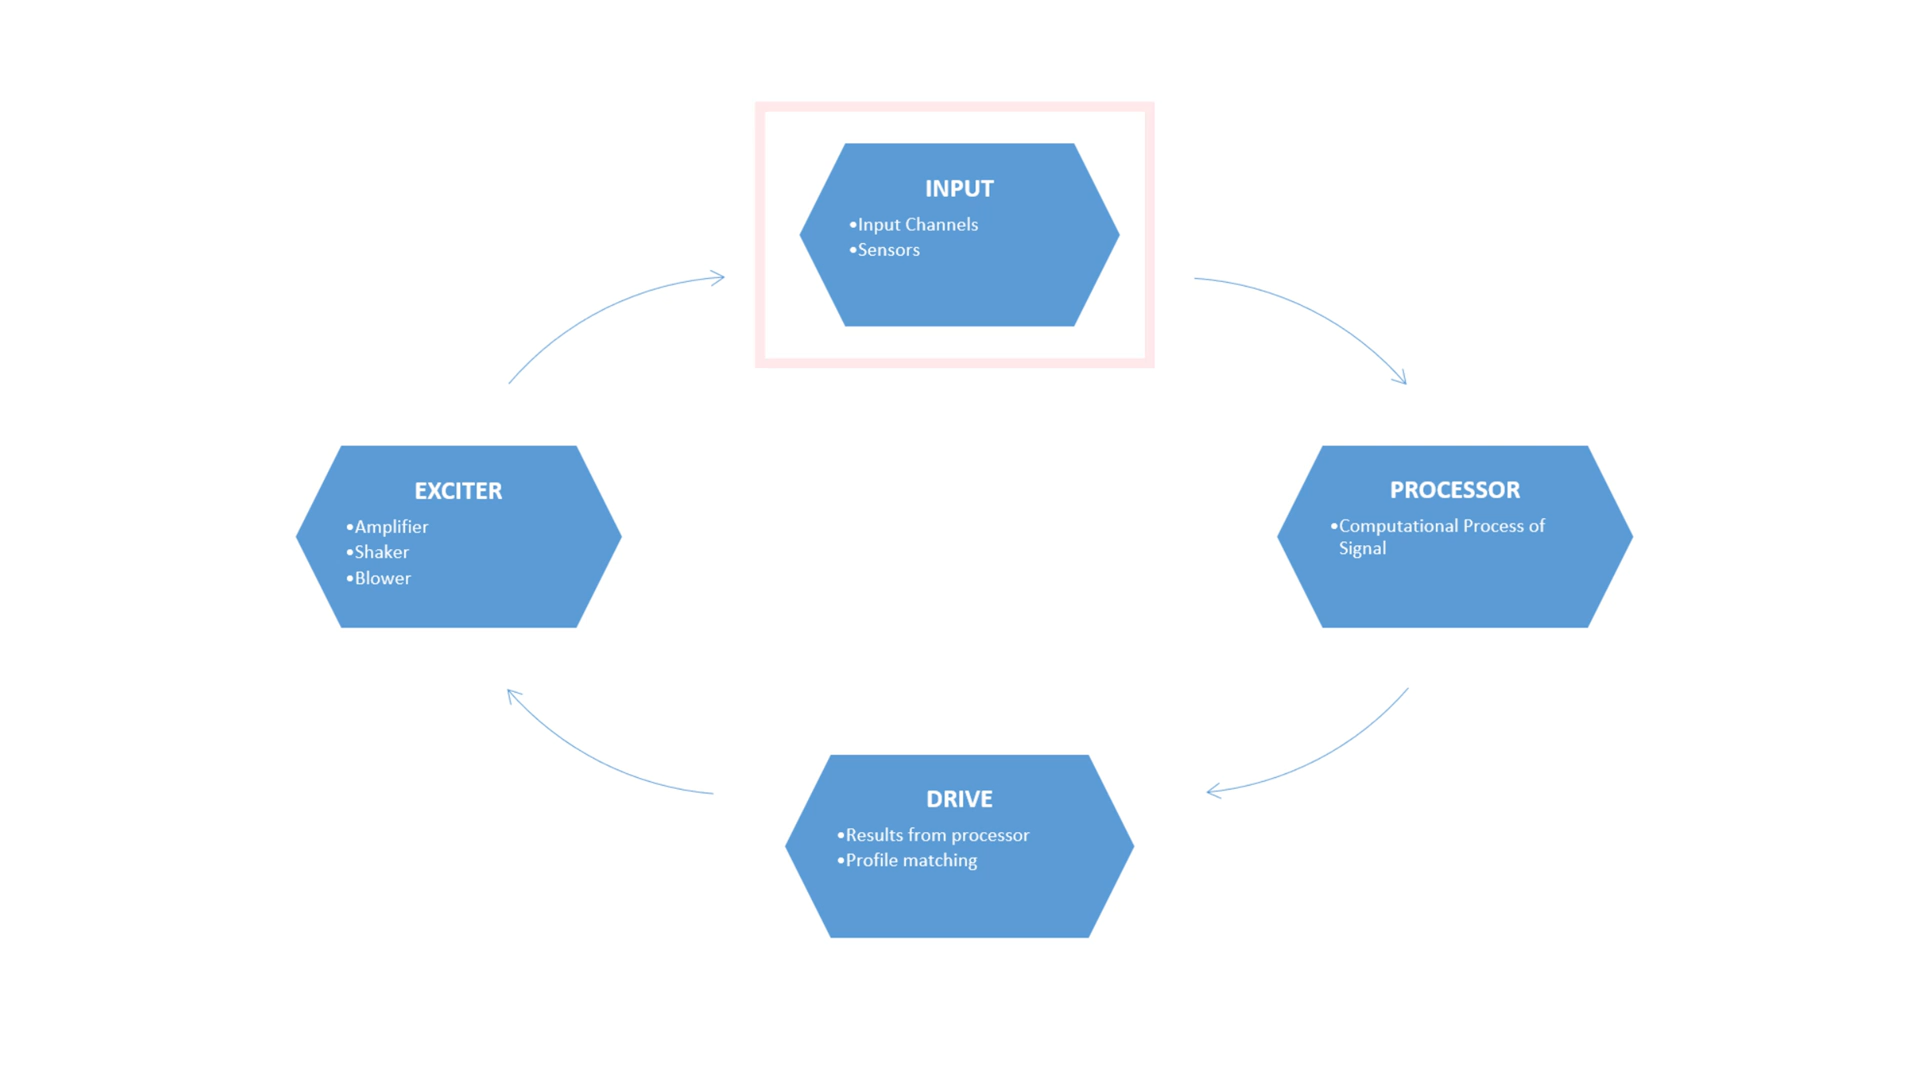 INPUT
•Input Channels
•Sensors
EXCITER
•Amplifier
•Shaker
•Blower
PROCESSOR
•Computational Process of
Signal
DRIVE
•Results from processor
•Profile matching